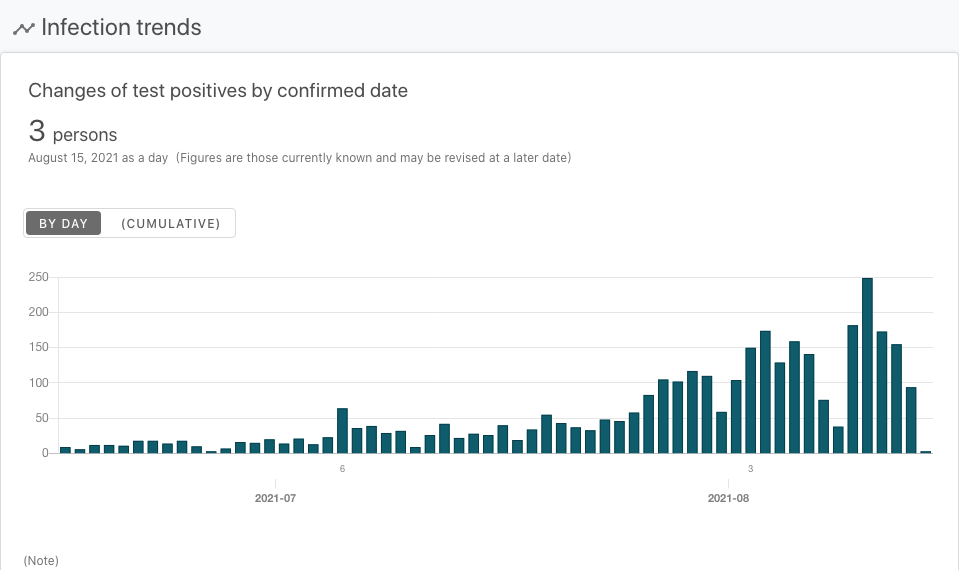 Infection trends
Changes of test positives by confirmed date
3 persons
August 15, 2021 as a day (Figures are those currently known and may be revised at a later date)
BY DAY (CUMULATIVE)
250
200
150
100
50
0
6 3
2021-07 2021-08
(Note)